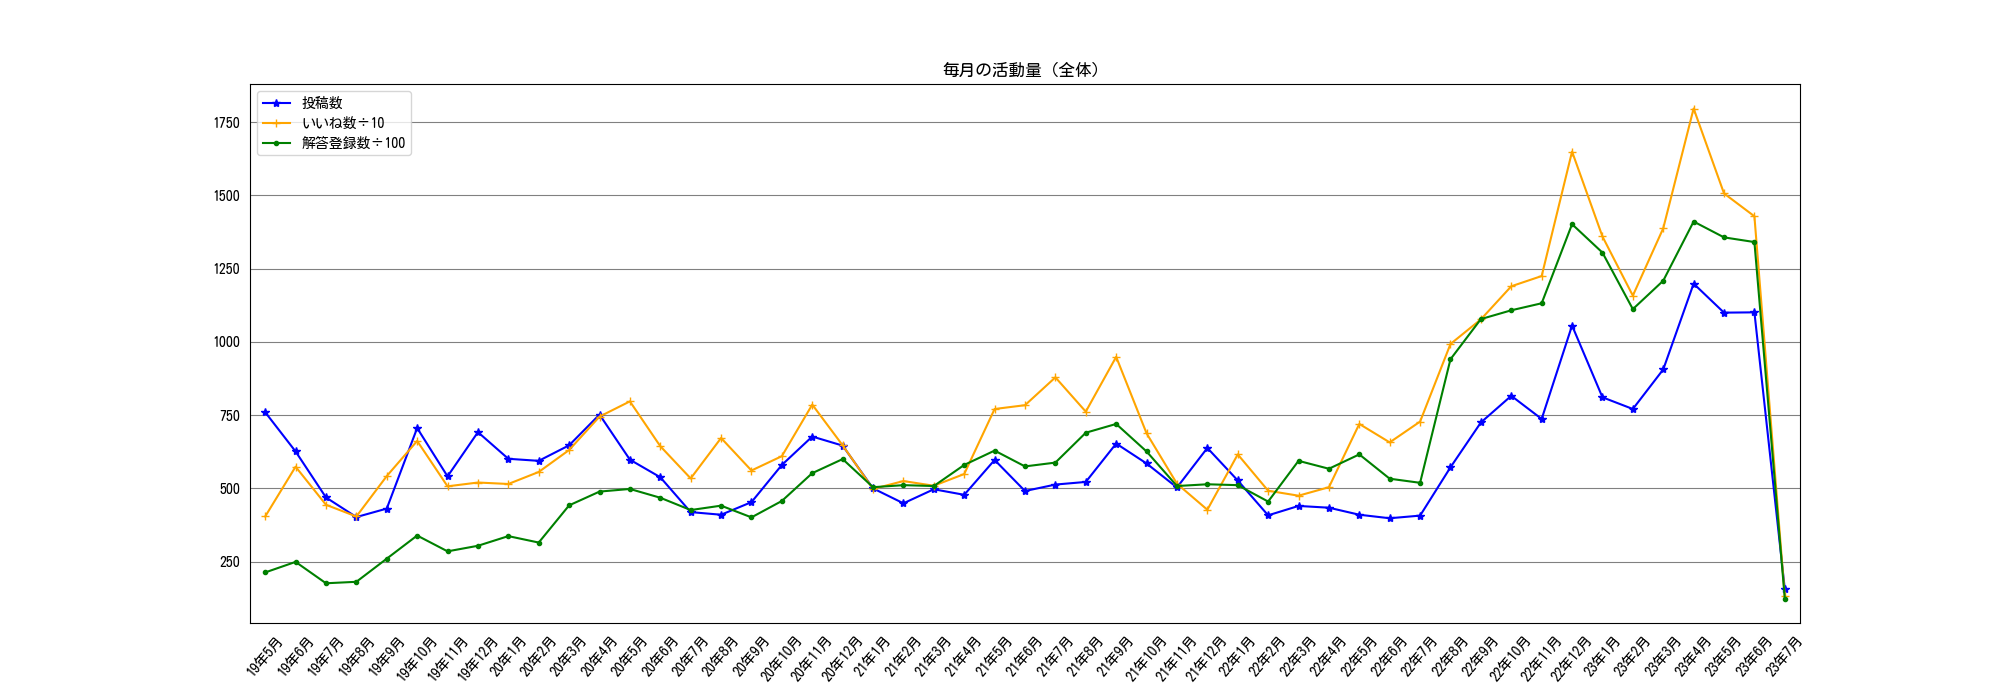 毎月の活動量（全体）
投稿数
いいね数÷10
解答登録数÷100
1750
1500
1250
1000
750
500
250
19年5月
19年6月
19年7月
19年8月
19年9月
19年10月
19年11月
19年12月
20年1月
20年2月
20年3月
20年4月
20年5月
20年6月
20年7月
20年8月
20年9月
20年10月
20年11月
20年12月
21年1月
21年2月
21年3月
21年4月
21年5月
21年6月
21年7月
21年8月
21年9月
21年10月
21年11月
21年12月
22年1月
22年2月
22年3月
22年4月
22年5月
22年6月
22年7月
22年8月
22年9月
22年10月
22年11月
22年12月
23年1月
23年2月
23年3月
23年4月
23年5月
23年6月
23年7月